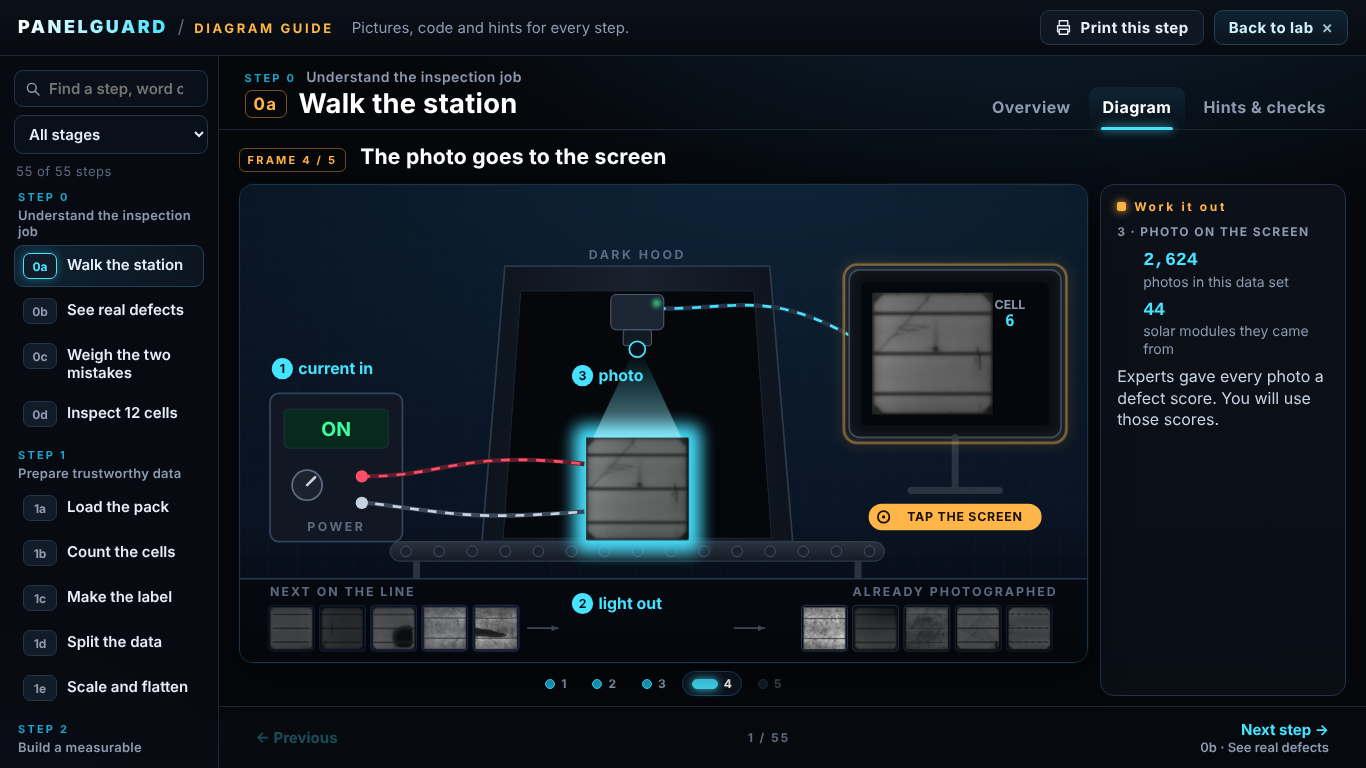 PANELGUARD / DIAGRAM GUIDE Pictures, code and hints for every step.
Print this step
Back to lab ×
Find a step, word c
All stages
55 of 55 steps
STEP 0
Understand the inspection
job
0a Walk the station
0b See real defects
0c Weigh the two
mistakes
0d Inspect 12 cells
STEP 1
Prepare trustworthy data
1a Load the pack
1b Count the cells
1c Make the label
1d Split the data
1e Scale and flatten
STEP 2
Build a measurable
STEP 0 Understand the inspection job
0a Walk the station
Overview
Diagram
Hints & checks
FRAME 4 / 5 The photo goes to the screen
DARK HOOD
CELL
6
1 current in
3 photo
ON
POWER
TAP THE SCREEN
NEXT ON THE LINE
2 light out
ALREADY PHOTOGRAPHED
1
2
3
4
5
Work it out
3 · PHOTO ON THE SCREEN
2,624
photos in this data set
44
solar modules they came
from
Experts gave every photo a
defect score. You will use
those scores.
← Previous
1 / 55
Next step →
0b · See real defects